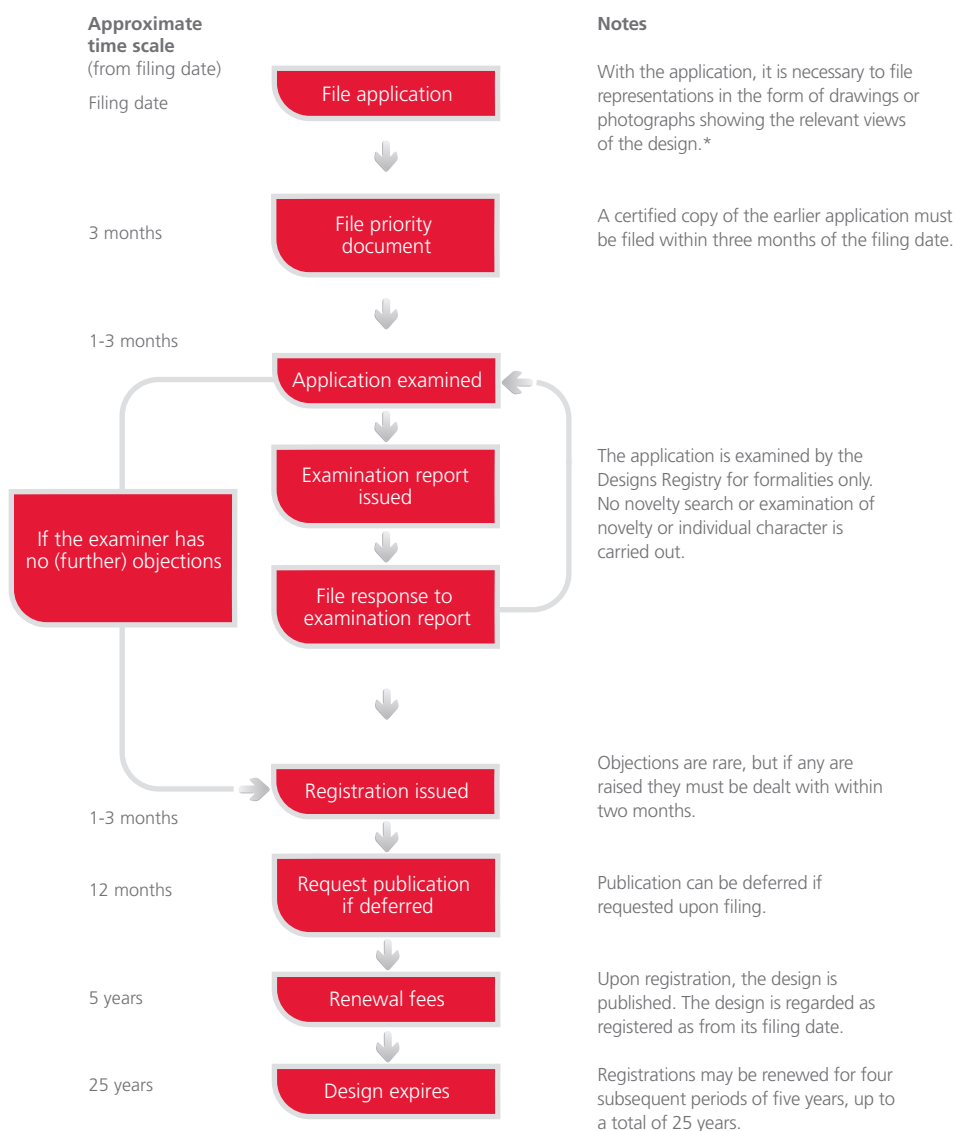 Approximate
time scale
(from filing date)
Notes
Filing date
File application
With the application, it is necessary to file
representations in the form of drawings or
photographs showing the relevant views
of the design.*
3 months
File priority
document
A certified copy of the earlier application must
be filed within three months of the filing date.
1-3 months
Application examined
Examination report
issued
The application is examined by the
Designs Registry for formalities only.
No novelty search or examination of
novelty or individual character is
carried out.
If the examiner has
no (further) objections
File response to
examination report
Registration issued
Objections are rare, but if any are
raised they must be dealt with within
two months.
1-3 months
12 months
Request publication
if deferred
Publication can be deferred if
requested upon filing.
5 years
Renewal fees
Upon registration, the design is
published. The design is regarded as
registered as from its filing date.
25 years
Design expires
Registrations may be renewed for four
subsequent periods of five years, up to
a total of 25 years.